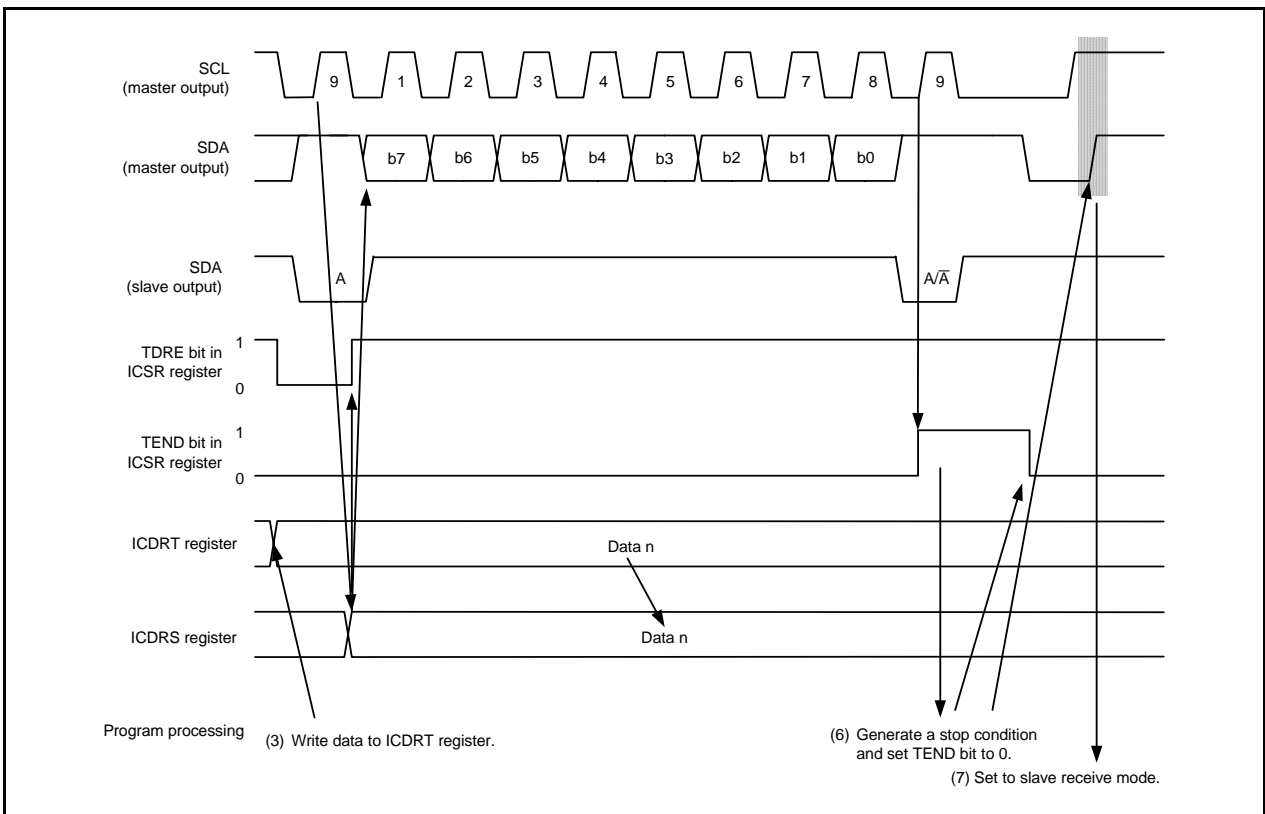 SCL
(master output)
9 1 2 3 4 5 6 7 8 9
SDA
(master output)
b7 b6 b5 b4 b3 b2 b1 b0
SDA
(slave output)
A A/A̅
TDRE bit in
ICSR register
1
0
TEND bit in
ICSR register
1
0
ICDRT register
Data n
ICDRS register
Data n
Program processing
(3) Write data to ICDRT register.
(6) Generate a stop condition
and set TEND bit to 0.
(7) Set to slave receive mode.